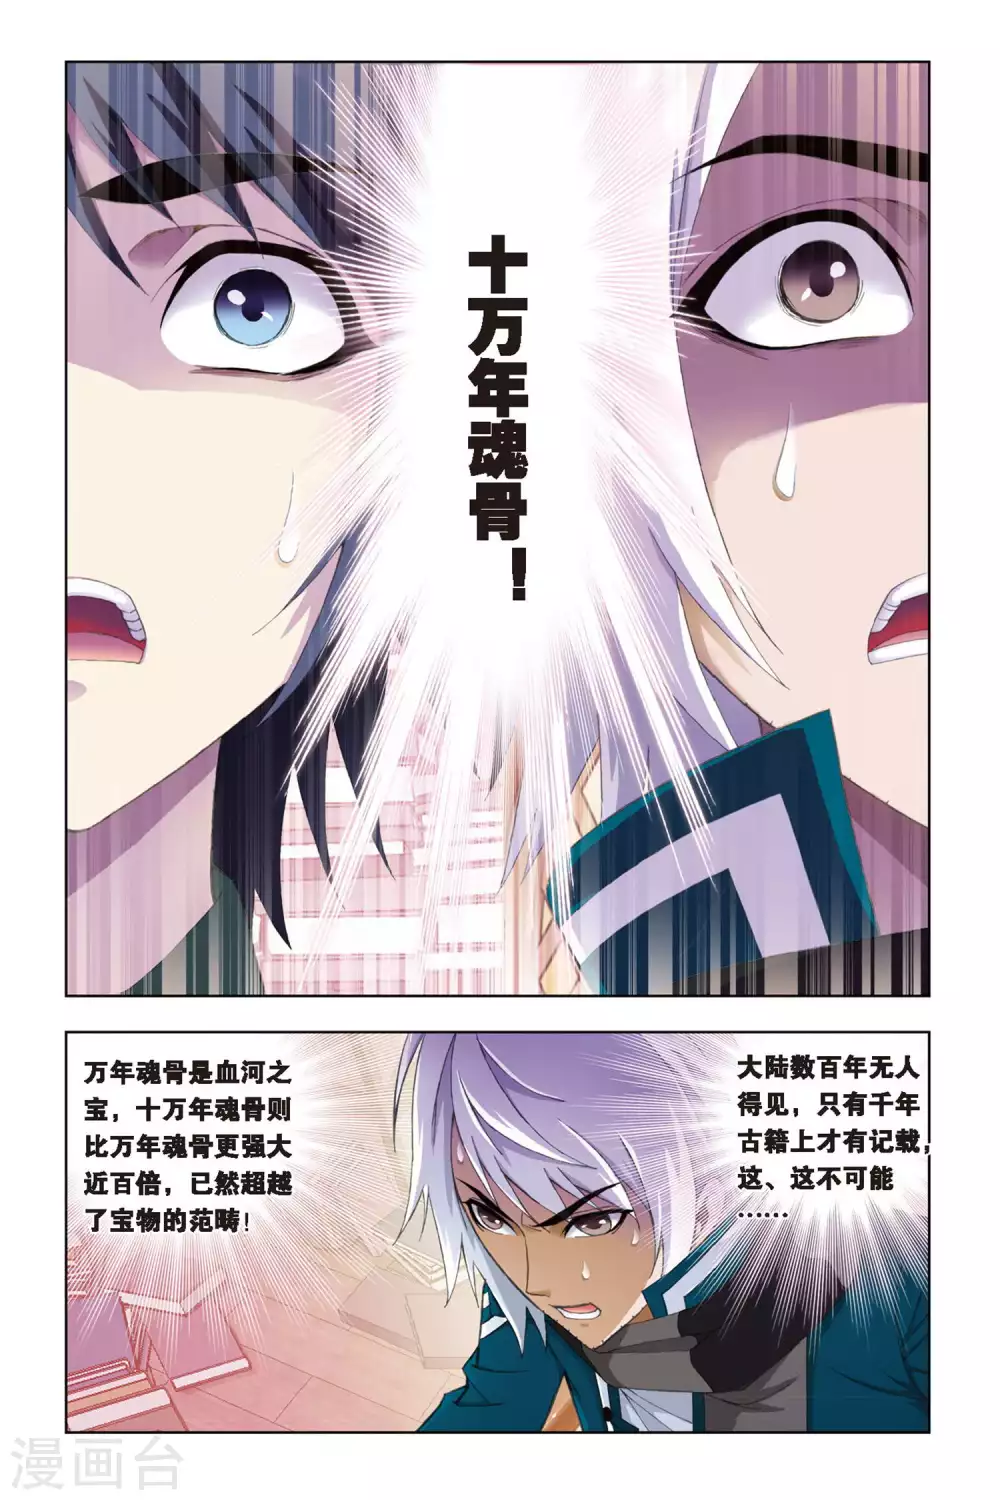 十万年魂骨！
万年魂骨是血河之
宝，十万年魂骨则
比万年魂骨更强大
近百倍，已然超越
了宝物的范畴！
大陆数百年无人
得见，只有千年
古籍上才有记载，
这、这不可能
……
漫画台